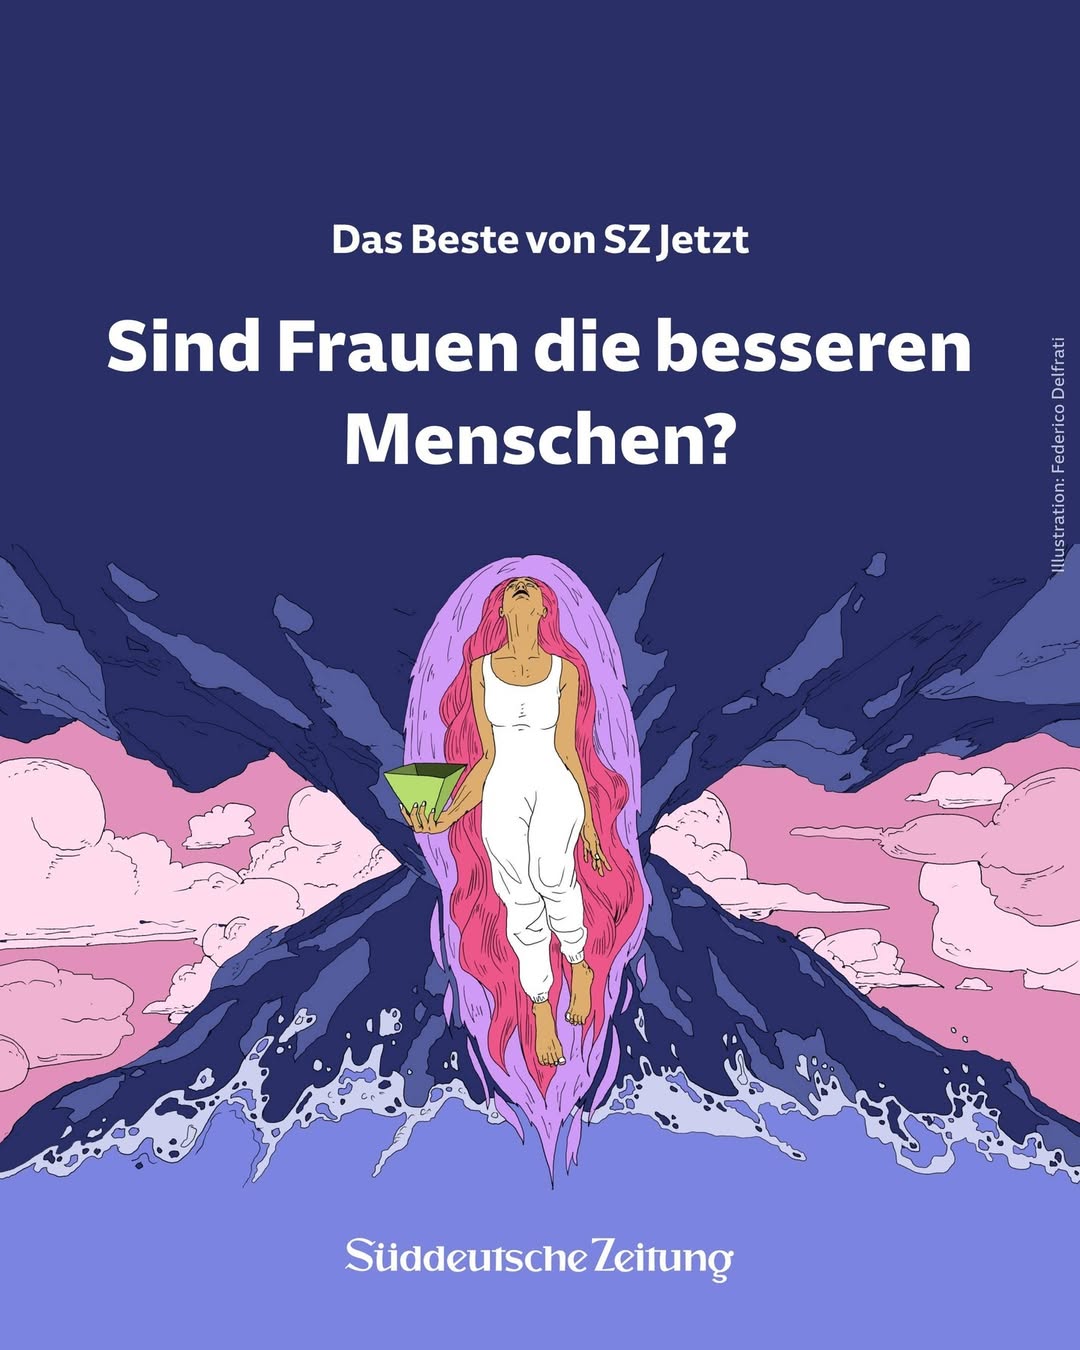 Das Beste von SZ Jetzt
Sind Frauen die besseren
Menschen?
Illustration: Federico Delfrati
Süddeutsche Zeitung